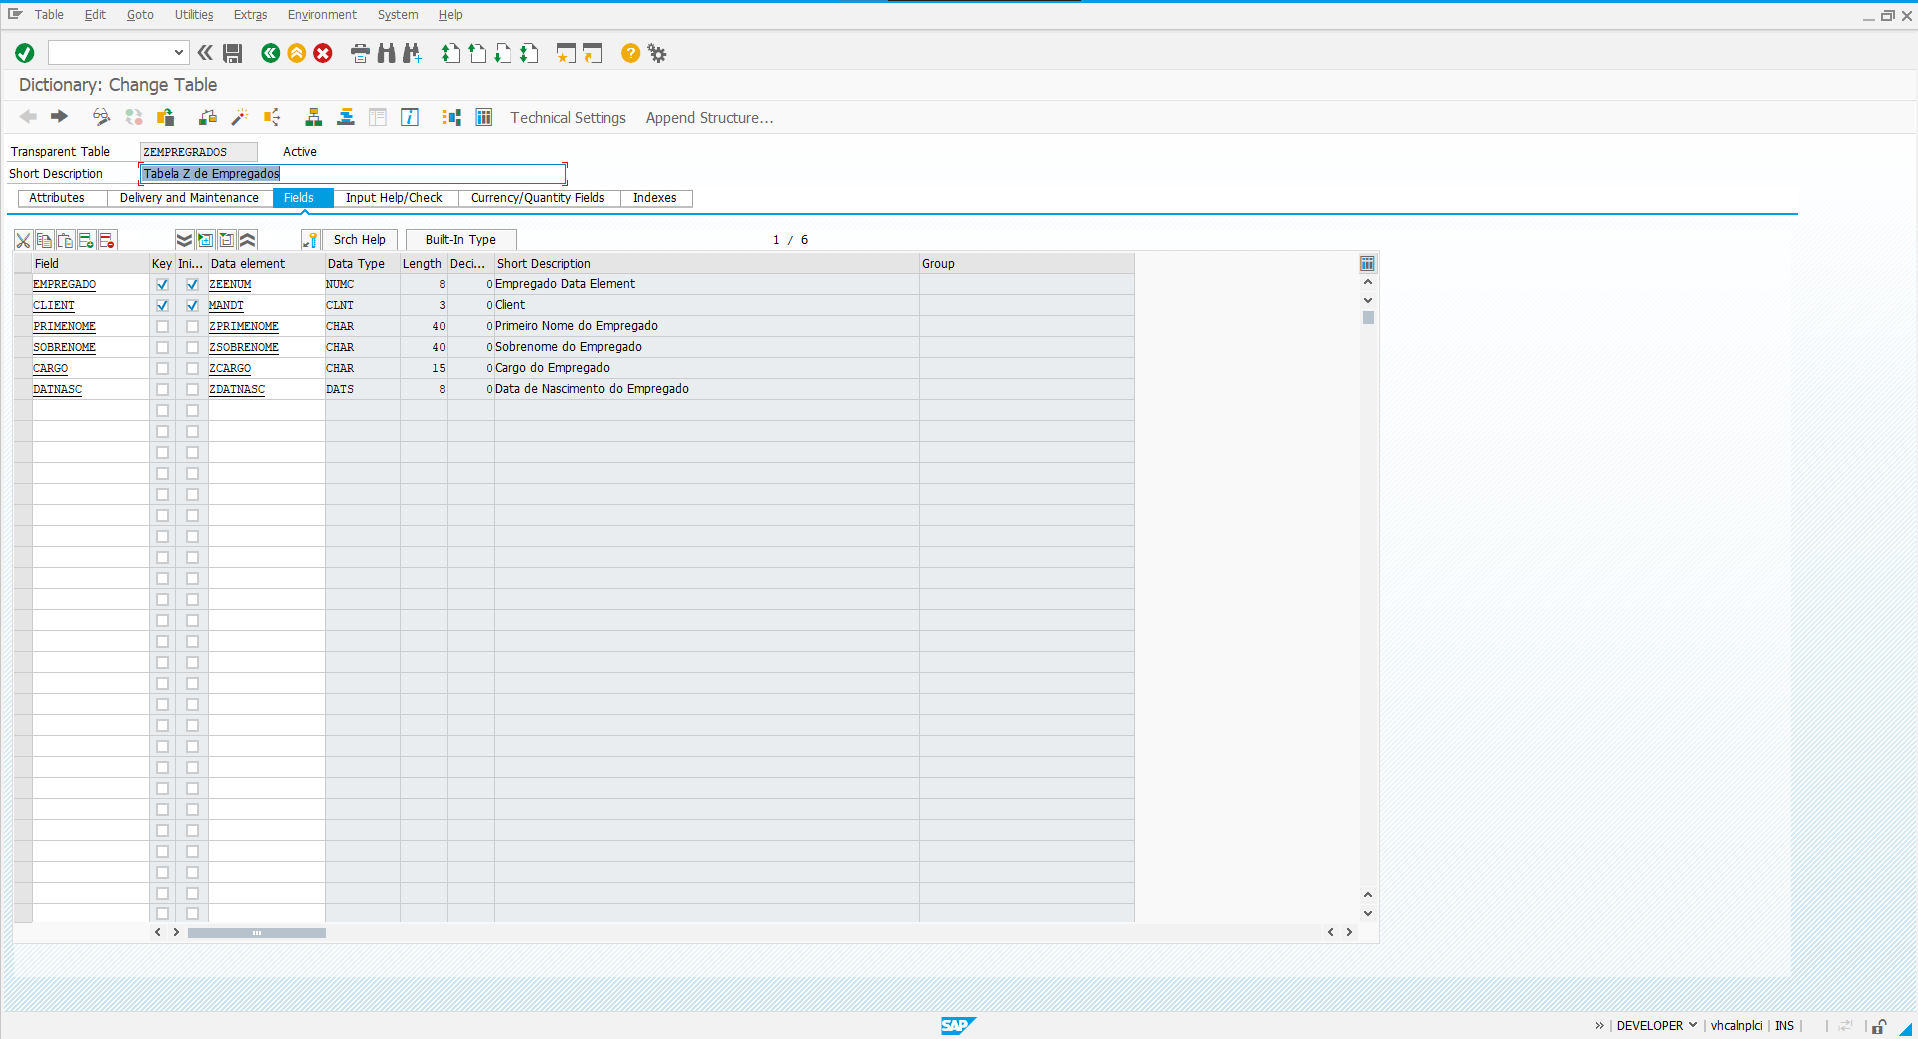 Table Edit Goto Utilities Extras Environment System Help
Dictionary: Change Table
Technical Settings Append Structure...
Transparent Table ZEMPREGRADOS Active
Short Description Tabela Z de Empregados
Attributes Delivery and Maintenance Fields Input Help/Check Currency/Quantity Fields Indexes
Srch Help Built-In Type 1 / 6
Field Key Ini... Data element Data Type Length Deci... Short Description Group
EMPREGADO ZEENUM NUMC 8 0 Empregado Data Element
CLIENT MANDT CLNT 3 0 Client
PRIMENOME ZPRIMENOME CHAR 40 0 Primeiro Nome do Empregado
SOBRENOME ZSOBRENOME CHAR 40 0 Sobrenome do Empregado
CARGO ZCARGO CHAR 15 0 Cargo do Empregado
DATNASC ZDATNASC DATS 8 0 Data de Nascimento do Empregado
SAP » DEVELOPER vhcalnplci INS